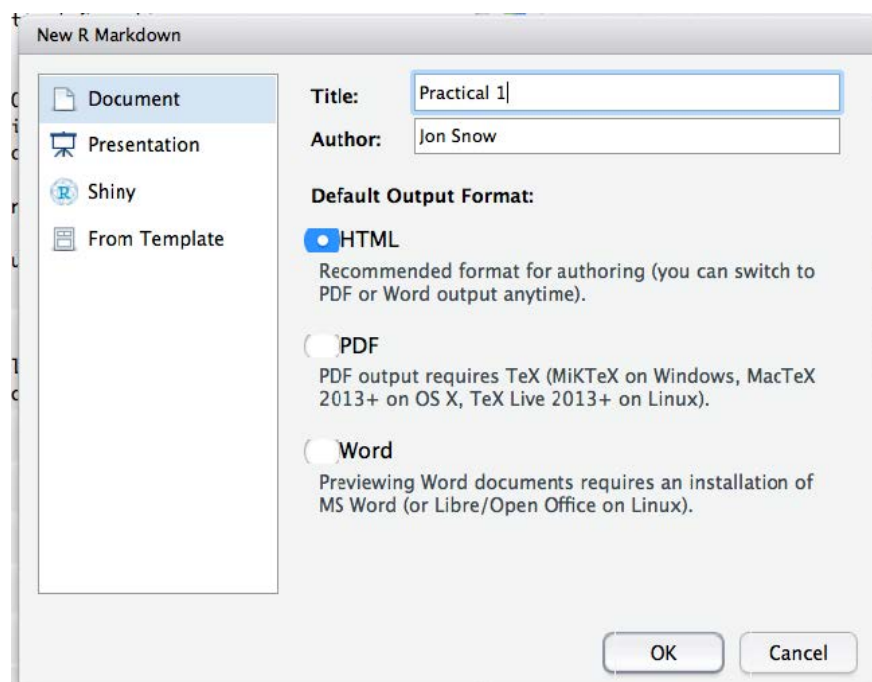 New R Markdown
Document
Presentation
Shiny
From Template
Title:
Practical 1
Author:
Jon Snow
Default Output Format:
HTML
Recommended format for authoring (you can switch to
PDF or Word output anytime).
PDF
PDF output requires TeX (MiKTeX on Windows, MacTeX
2013+ on OS X, TeX Live 2013+ on Linux).
Word
Previewing Word documents requires an installation of
MS Word (or Libre/Open Office on Linux).
OK
Cancel